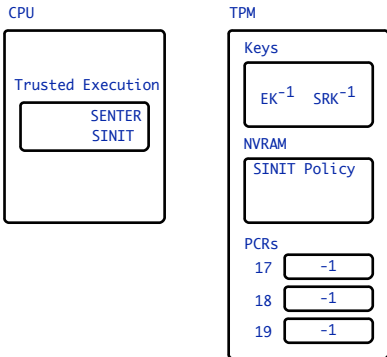 CPU
Trusted Execution
SENTER
SINIT
TPM
Keys
EK-1 SRK-1
NVRAM
SINIT Policy
PCRs
17 -1
18 -1
19 -1